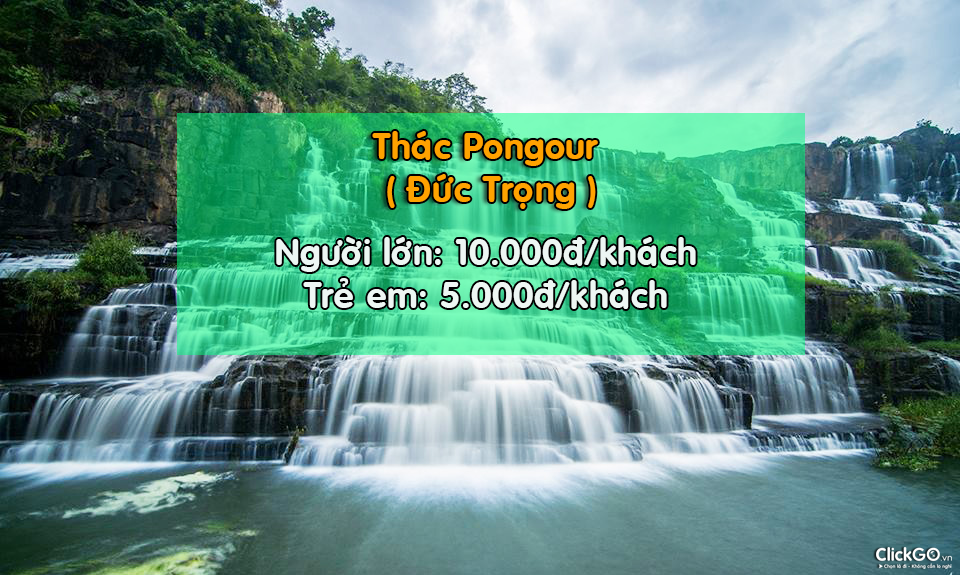 Thác Pongour
( Đức Trọng )
Người lớn: 10.000đ/khách
Trẻ em: 5.000đ/khách
ClickGO.vn
Chọn là đi - Không cần lo nghĩ